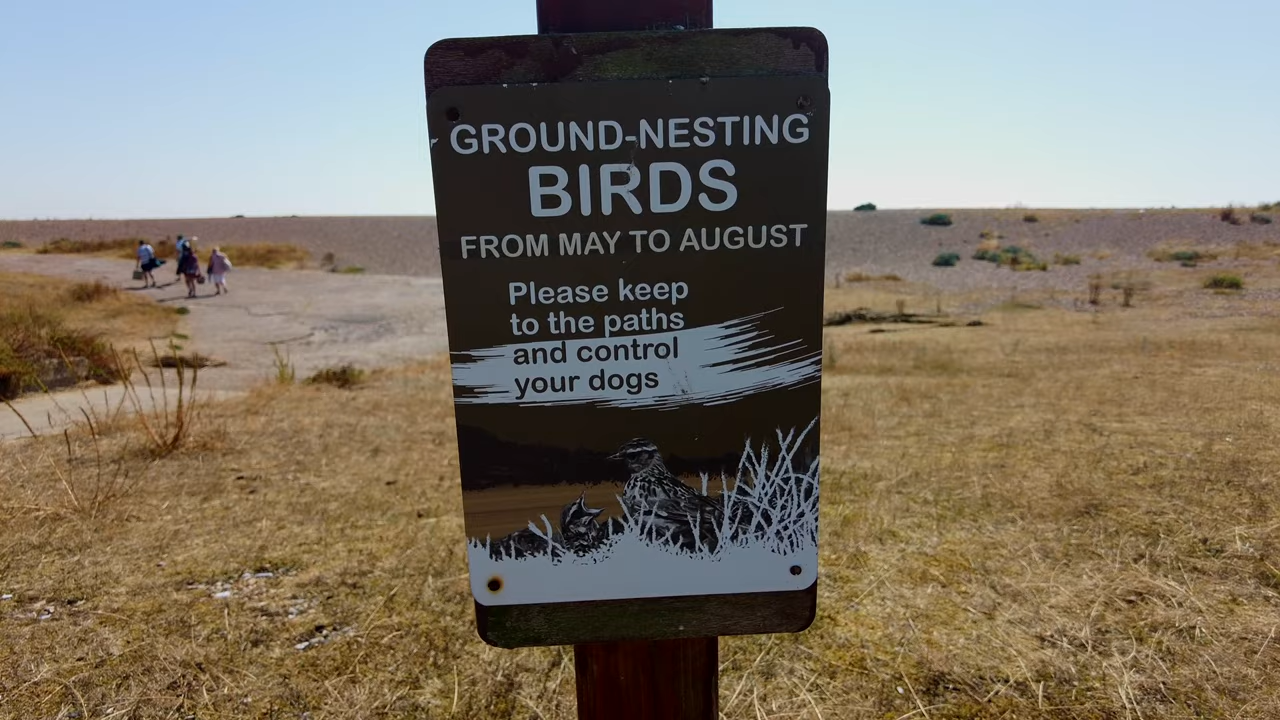 GROUND-NESTING
BIRDS
FROM MAY TO AUGUST
Please keep
to the paths
and control
your dogs